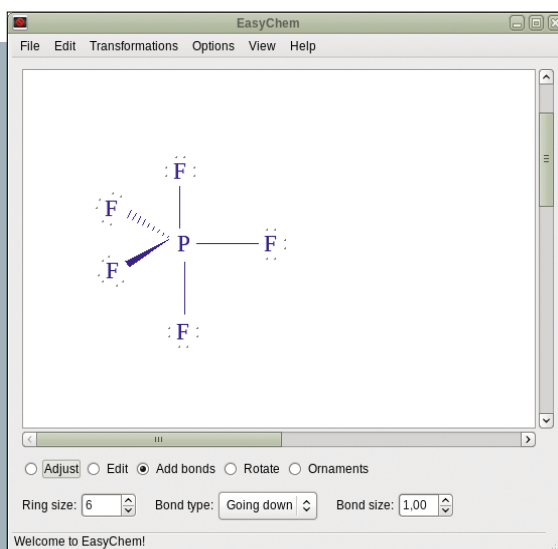 EasyChem
File Edit Transformations Options View Help
F
F
P F
F
F
Adjust Edit Add bonds Rotate Ornaments
Ring size: 6 Bond type: Going down Bond size: 1,00
Welcome to EasyChem!